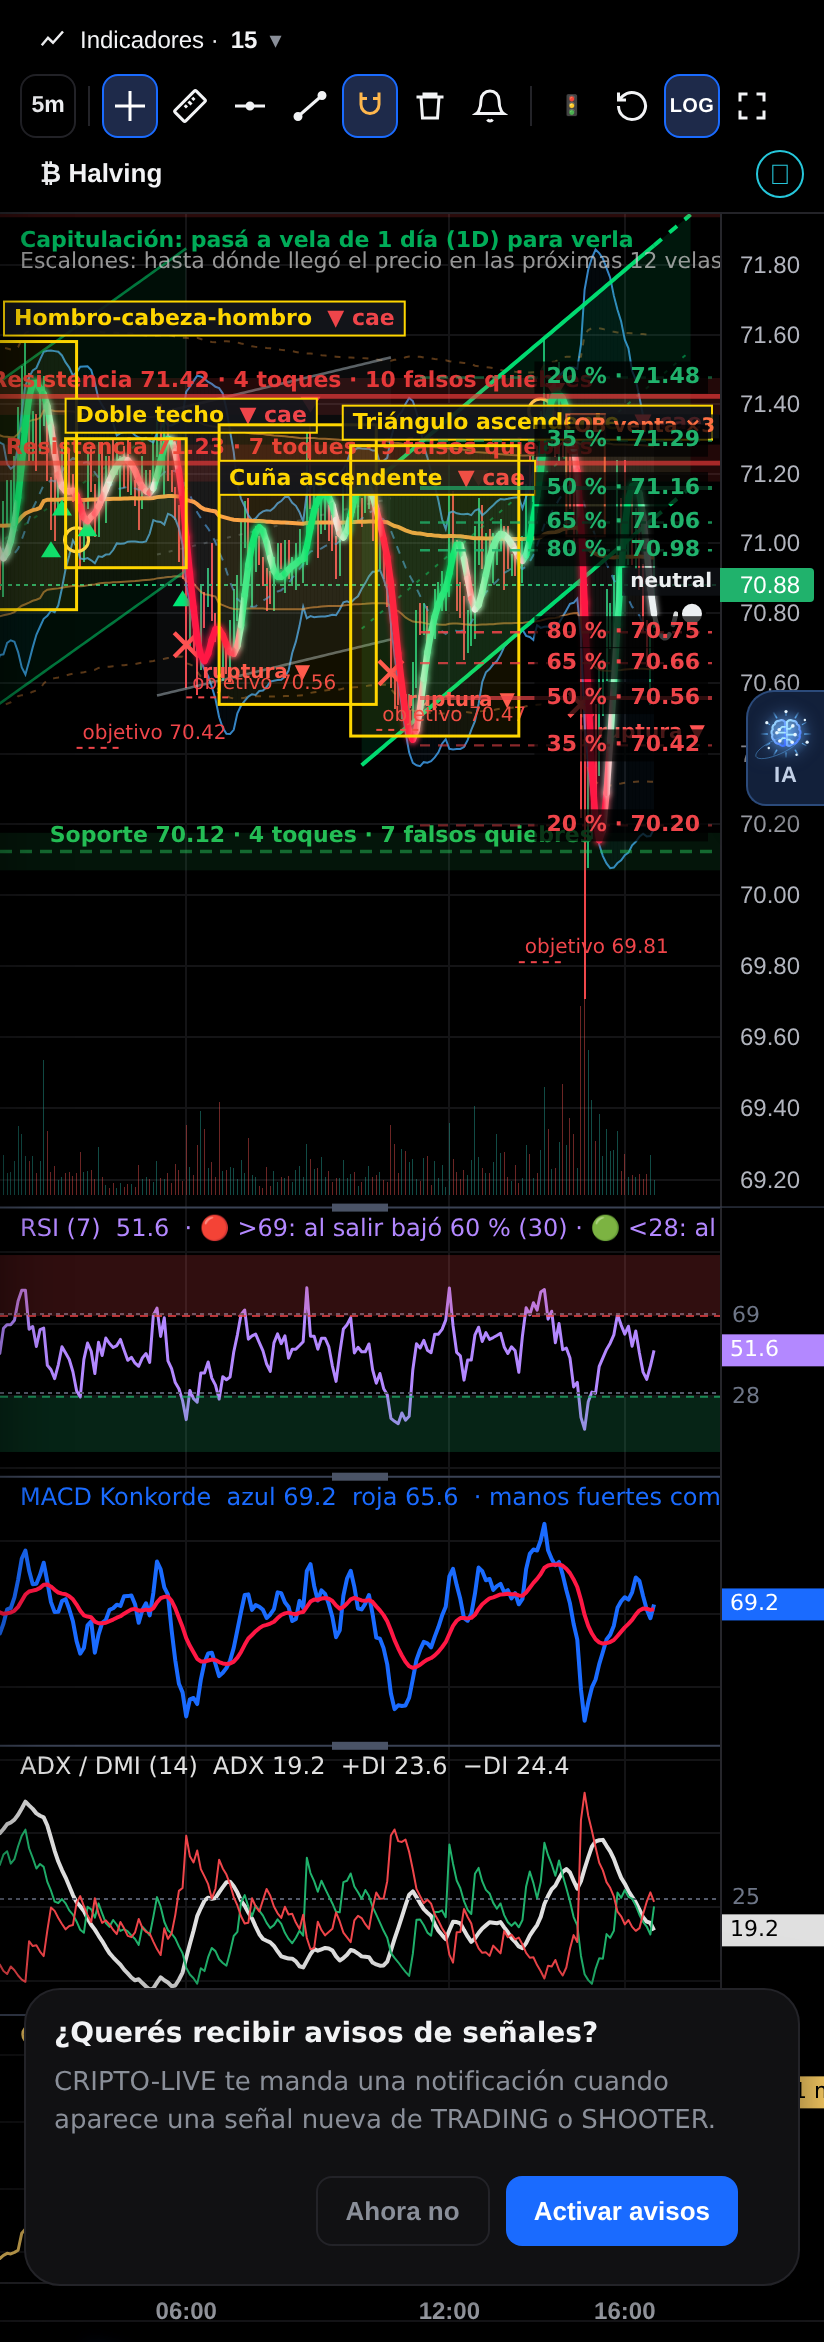 Indicadores · 15 ▾
5m
LOG
₿ Halving
Capitulación: pasá a vela de 1 día (1D) para verla
Escalones: hasta dónde llegó el precio en las próximas 12 velas
71.80
71.60
71.40
71.20
71.00
70.88
70.80
70.60
70.20
70.00
69.80
69.60
69.40
69.20
Hombro-cabeza-hombro ▼ cae
Resistencia 71.42 · 4 toques · 10 falsos
20 % · 71.48
Doble techo ▼ cae
Triángulo
OB venta ×3
35 % · 71.29
Resistencia 71.23 · 7 toques · 9 falsos
Cuña ascendente ▼ cae
50 % · 71.16
65 % · 71.06
80 % · 70.98
neutral
80 % · 70.75
65 % · 70.66
ruptura ▼
objetivo 70.56
50 % · 70.56
ruptura ▼
objetivo 70.47
objetivo 70.42
35 % · 70.42
IA
20 % · 70.20
Soporte 70.12 · 4 toques · 7 falsos quiebres
objetivo 69.81
RSI (7) 51.6 · 🔴 >69: al salir bajó 60 % (30) · 🟢 <28: al
69
51.6
28
MACD Konkorde azul 69.2 roja 65.6 · manos fuertes com
69.2
ADX / DMI (14) ADX 19.2 +DI 23.6 −DI 24.4
25
19.2
¿Querés recibir avisos de señales?
CRIPTO-LIVE te manda una notificación cuando
aparece una señal nueva de TRADING o SHOOTER.
Ahora no
Activar avisos
06:00
12:00
16:00